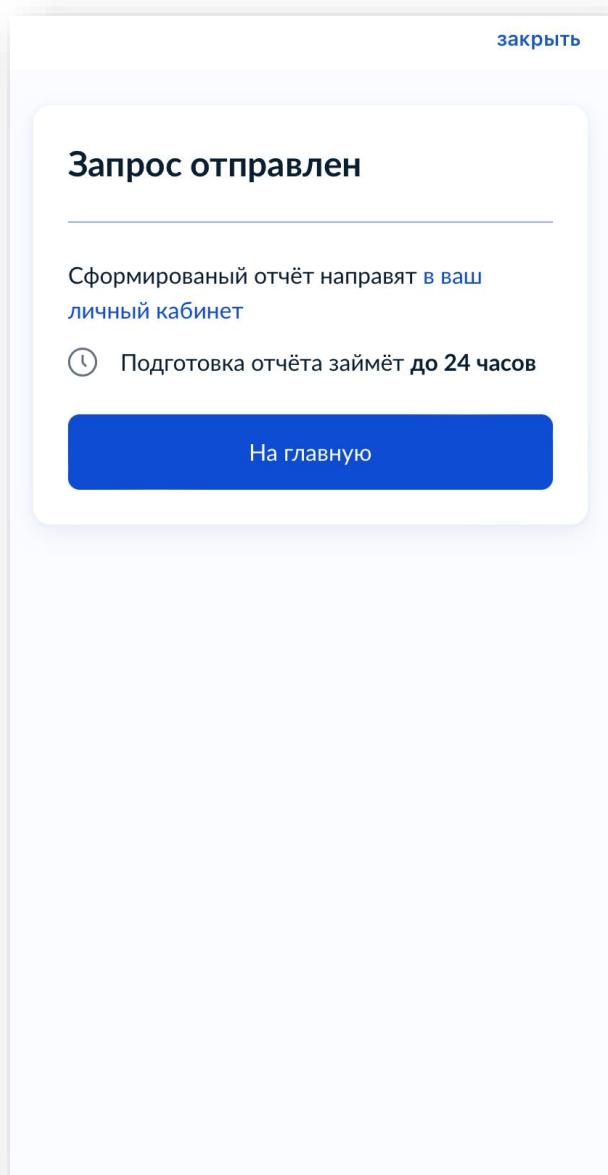 закрыть
Запрос отправлен
Сформированый отчёт направят в ваш
личный кабинет
Подготовка отчёта займёт до 24 часов
На главную